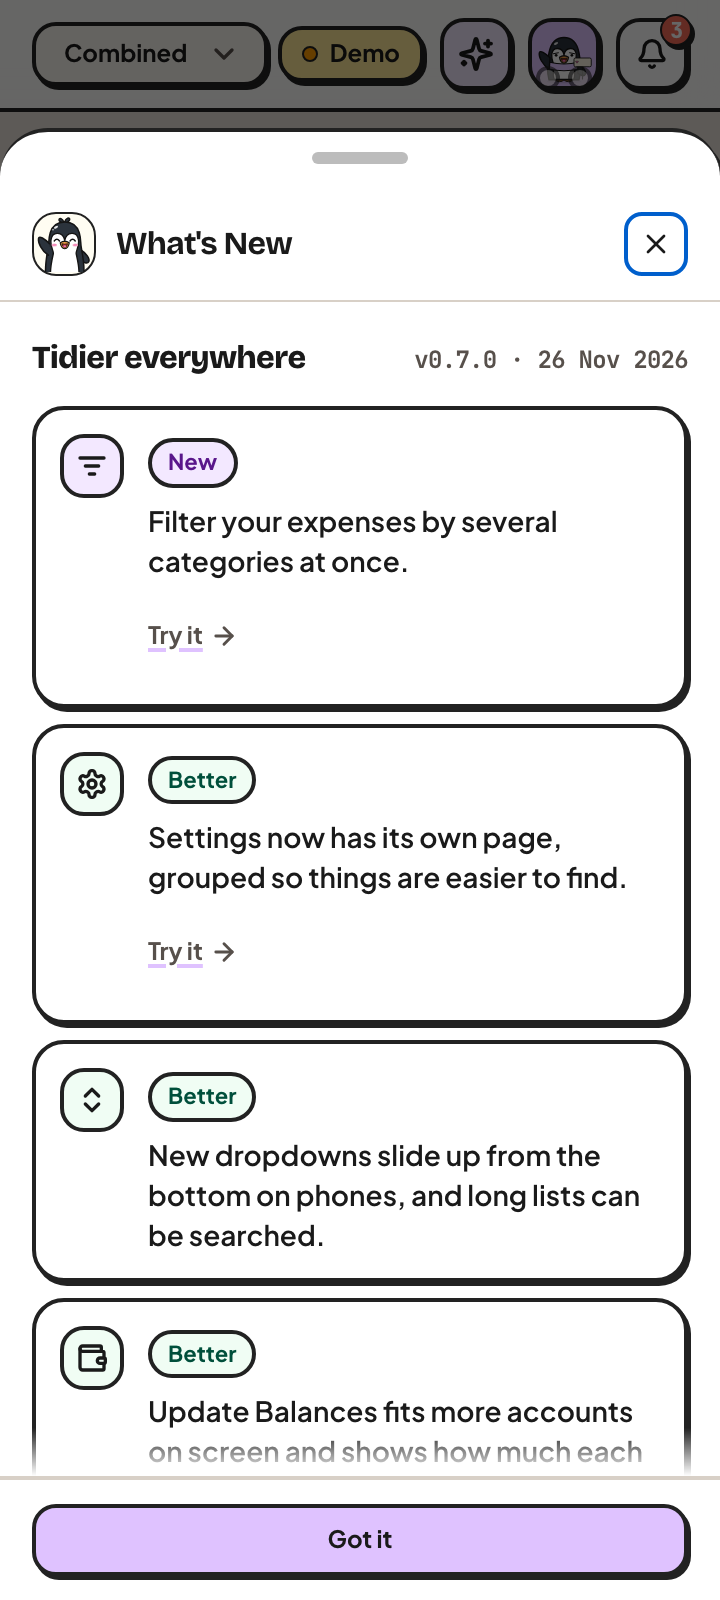 Combined
Demo
3
What's New
Tidier everywhere
v0.7.0 · 26 Nov 2026
New
Filter your expenses by several
categories at once.
Try it →
Better
Settings now has its own page,
grouped so things are easier to find.
Try it →
Better
New dropdowns slide up from the
bottom on phones, and long lists can
be searched.
Better
Update Balances fits more accounts
on screen and shows how much each
Got it